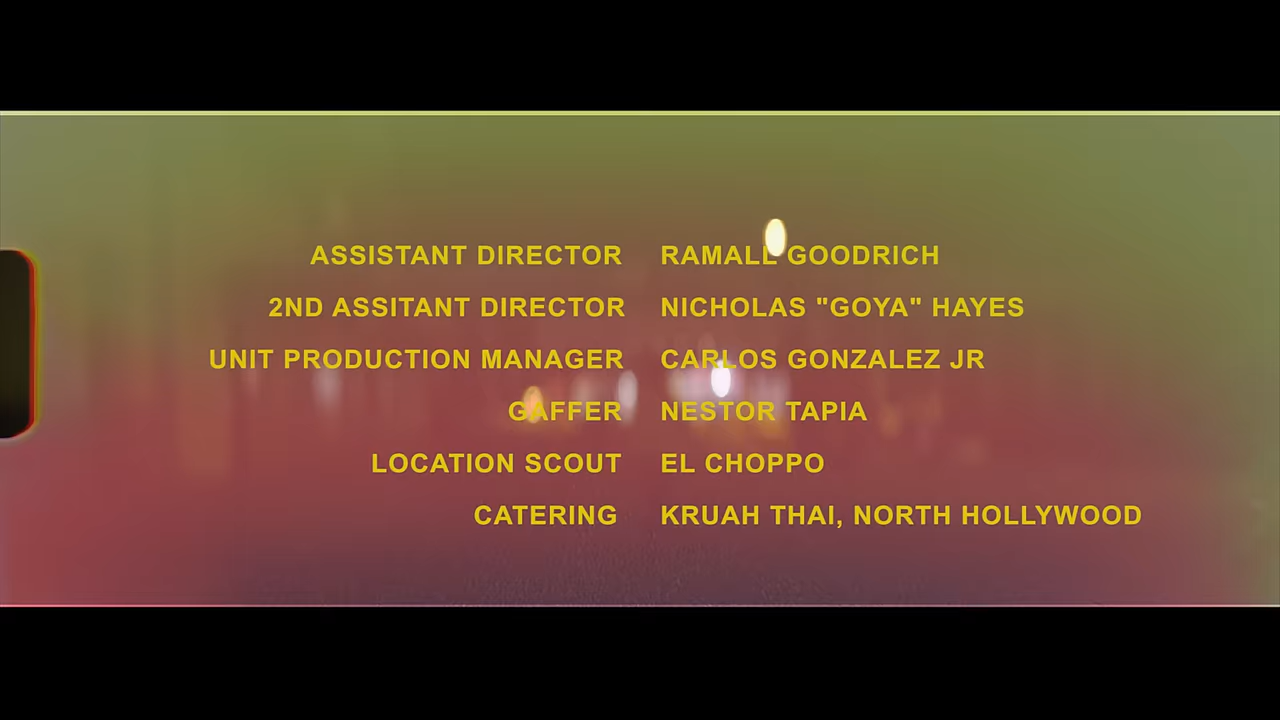 ASSISTANT DIRECTOR RAMALL GOODRICH
2ND ASSITANT DIRECTOR NICHOLAS "GOYA" HAYES
UNIT PRODUCTION MANAGER CARLOS GONZALEZ JR
GAFFER NESTOR TAPIA
LOCATION SCOUT EL CHOPPO
CATERING KRUAH THAI, NORTH HOLLYWOOD